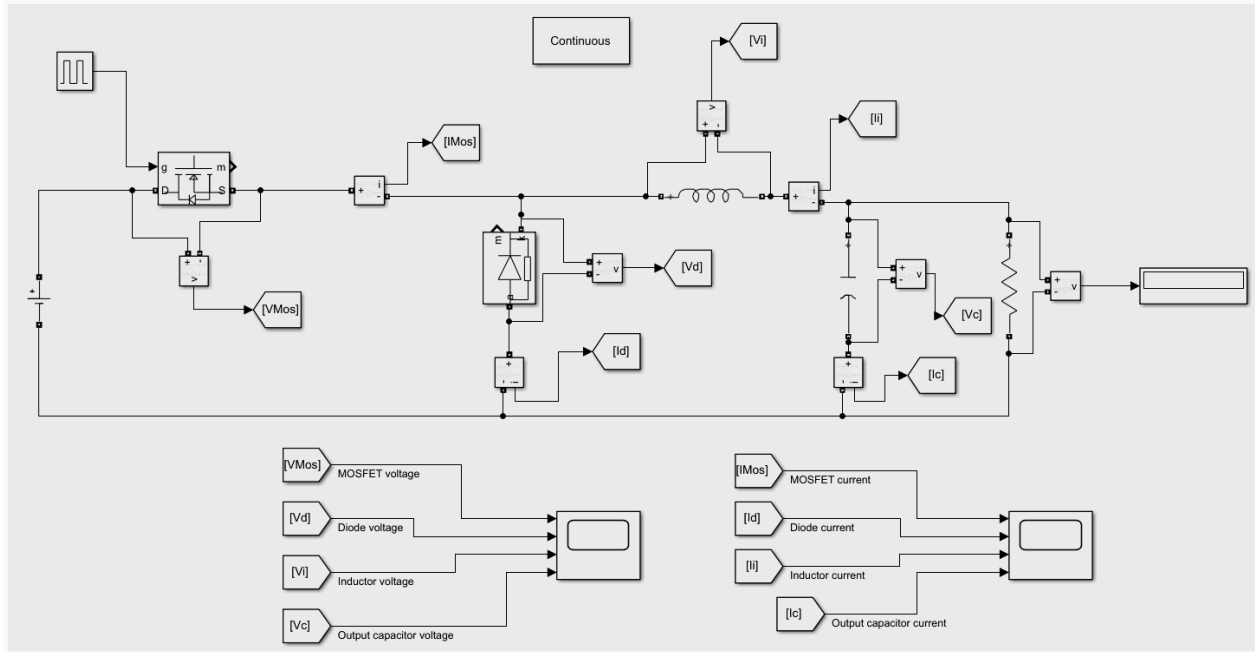 Continuous
[Vi]
[Ii]
[IMos]
g
m
D
S
+
i
-
+
-
v
+
+
i
-
+
-
v
[VMos]
m
k
+
-
v
[Vd]
+
-
i
[Id]
+
+
-
v
[Vc]
+
-
i
[Ic]
+
+
-
v
[VMos]
MOSFET voltage
[Vd]
Diode voltage
[Vi]
Inductor voltage
[Vc]
Output capacitor voltage
[IMos]
MOSFET current
[Id]
Diode current
[Ii]
Inductor current
[Ic]
Output capacitor current